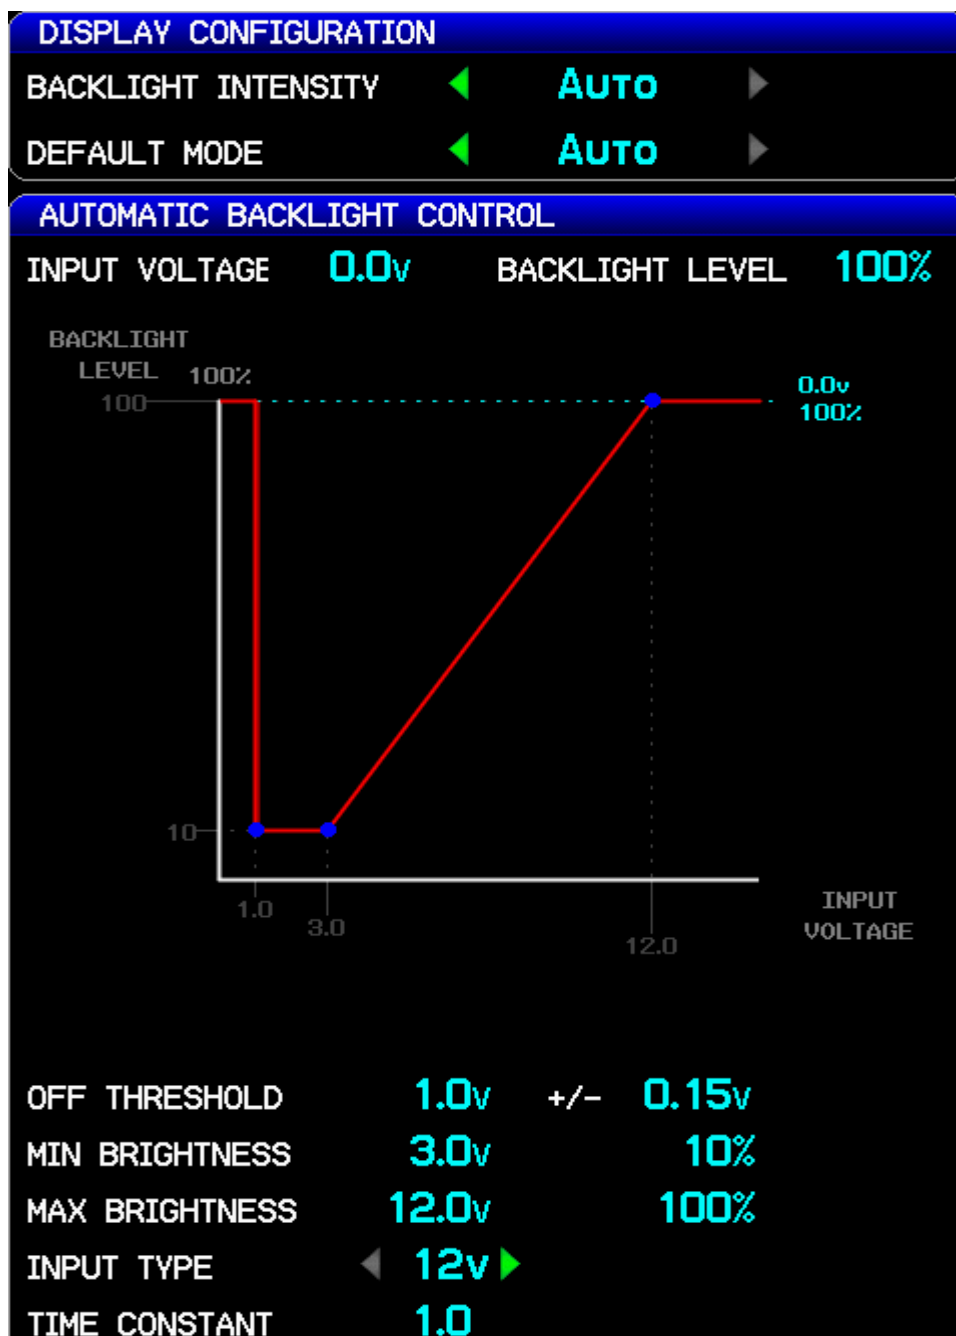 DISPLAY CONFIGURATION
BACKLIGHT INTENSITY AUTO
DEFAULT MODE AUTO
AUTOMATIC BACKLIGHT CONTROL
INPUT VOLTAGE 0.0V BACKLIGHT LEVEL 100%
BACKLIGHT
LEVEL 100%
100
0.0v
100%
10
1.0
3.0
12.0
INPUT
VOLTAGE
OFF THRESHOLD 1.0V +/- 0.15V
MIN BRIGHTNESS 3.0V 10%
MAX BRIGHTNESS 12.0V 100%
INPUT TYPE 12V
TIME CONSTANT 1.0